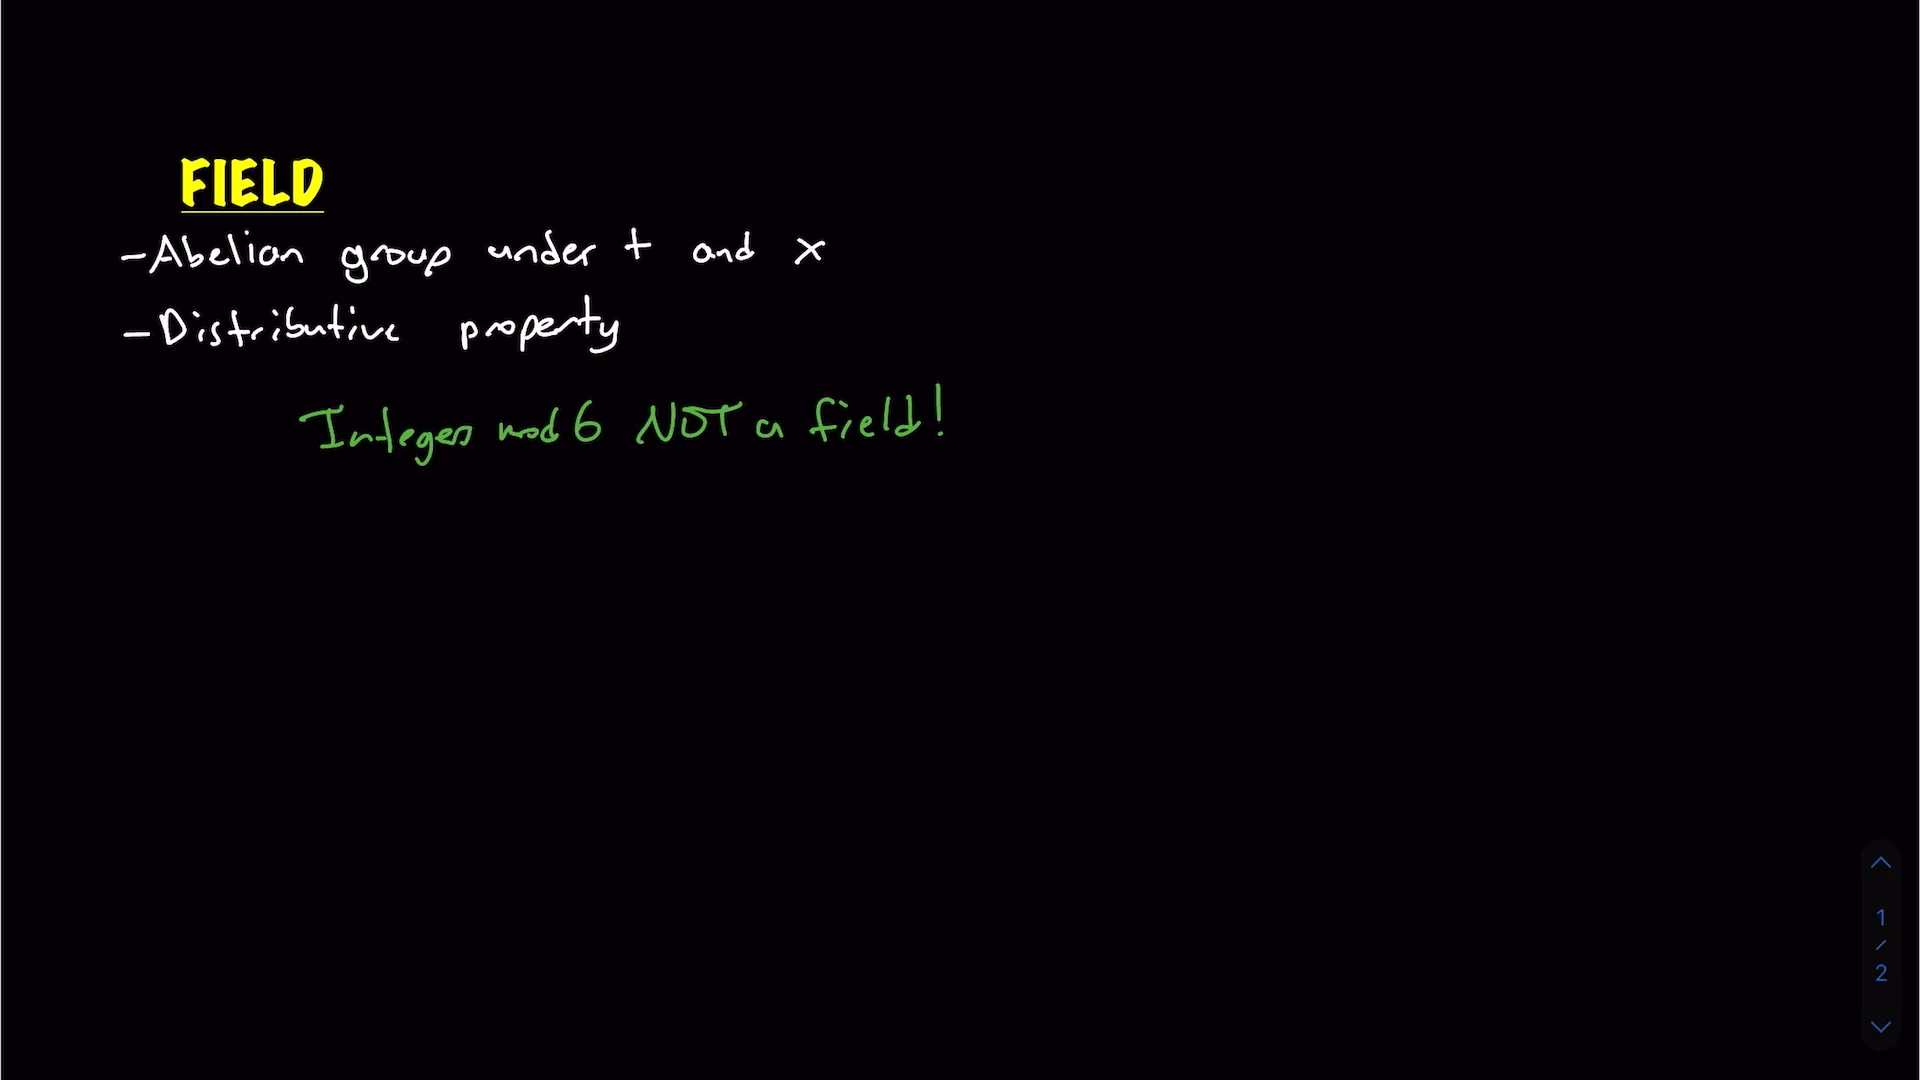 FIELD
-Abelian group under + and x
-Distributive property
Integers mod 6 NOT a field!
1
/
2